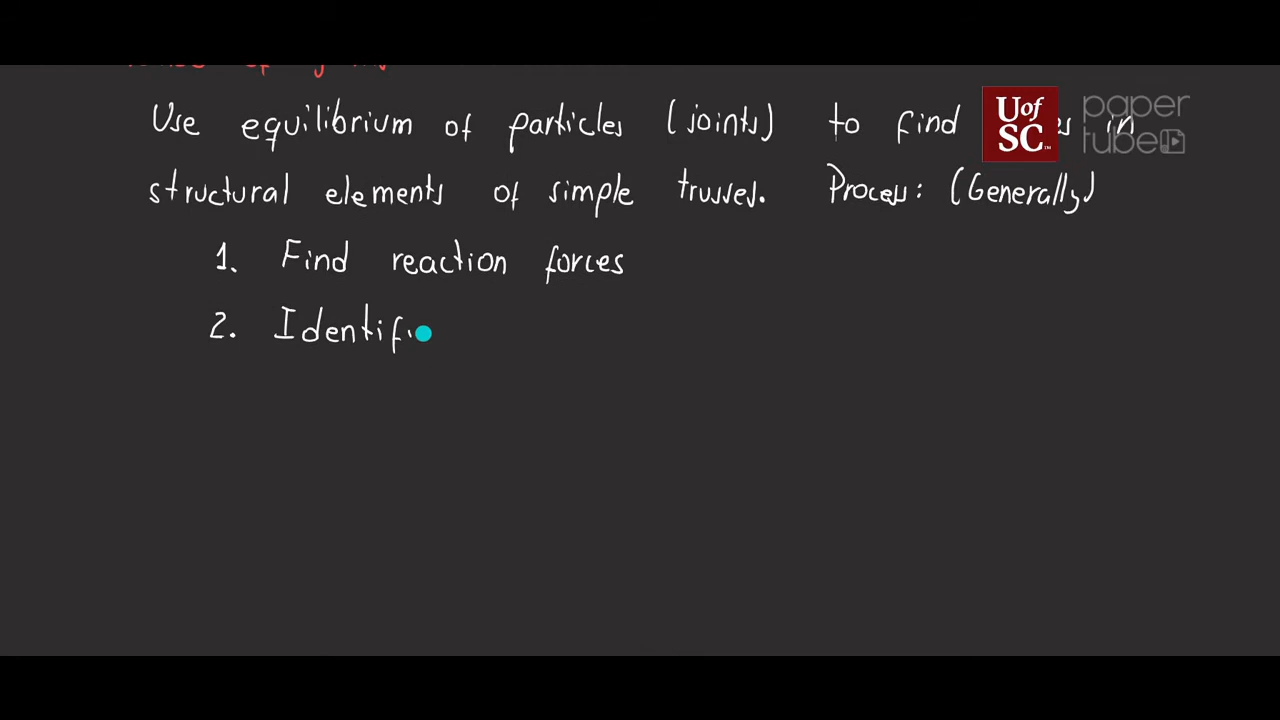 Use equilibrium of particles (joints) to find in
structural elements of simple trusses. Process: (Generally)
1. Find reaction forces
2. Identif
UofSC
paper
tube